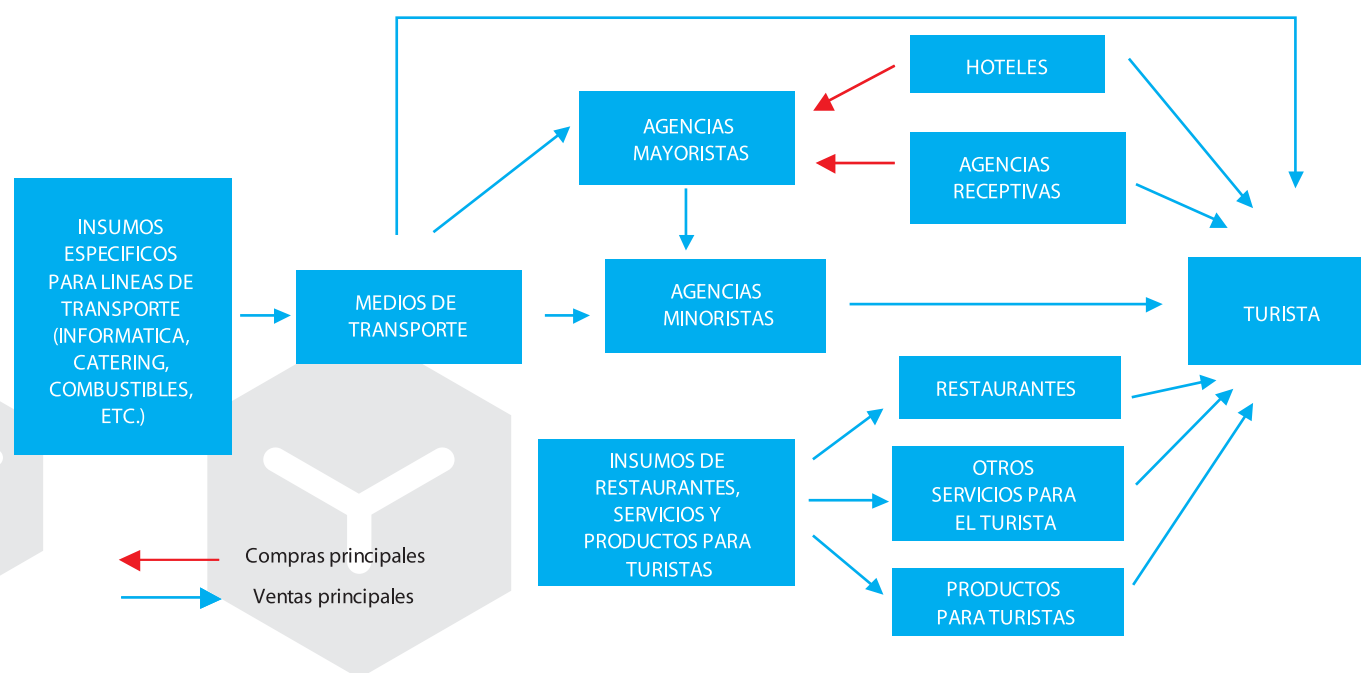 HOTELES
AGENCIAS
MAYORISTAS
AGENCIAS
RECEPTIVAS
INSUMOS
ESPECIFICOS
PARA LINEAS DE
TRANSPORTE
(INFORMATICA,
CATERING,
COMBUSTIBLES,
ETC.)
MEDIOS DE
TRANSPORTE
AGENCIAS
MINORISTAS
TURISTA
RESTAURANTES
INSUMOS DE
RESTAURANTES,
SERVICIOS Y
PRODUCTOS PARA
TURISTAS
OTROS
SERVICIOS PARA
EL TURISTA
PRODUCTOS
PARA TURISTAS
Compras principales
Ventas principales